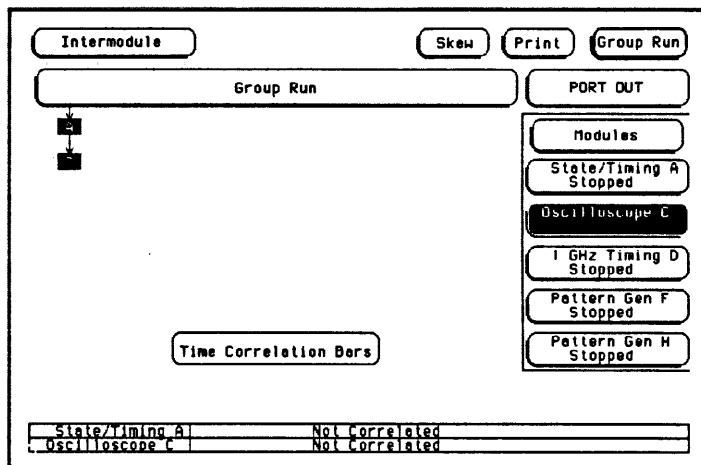 Intermodule
Skew
Print
Group Run
Group Run
PORT OUT
Modules
State/Timing A
Stopped
Oscilloscope C
1 GHz Timing D
Stopped
Pattern Gen F
Stopped
Pattern Gen H
Stopped
Time Correlation Bars
State/Timing A Not Correlated
Oscilloscope C Not Correlated